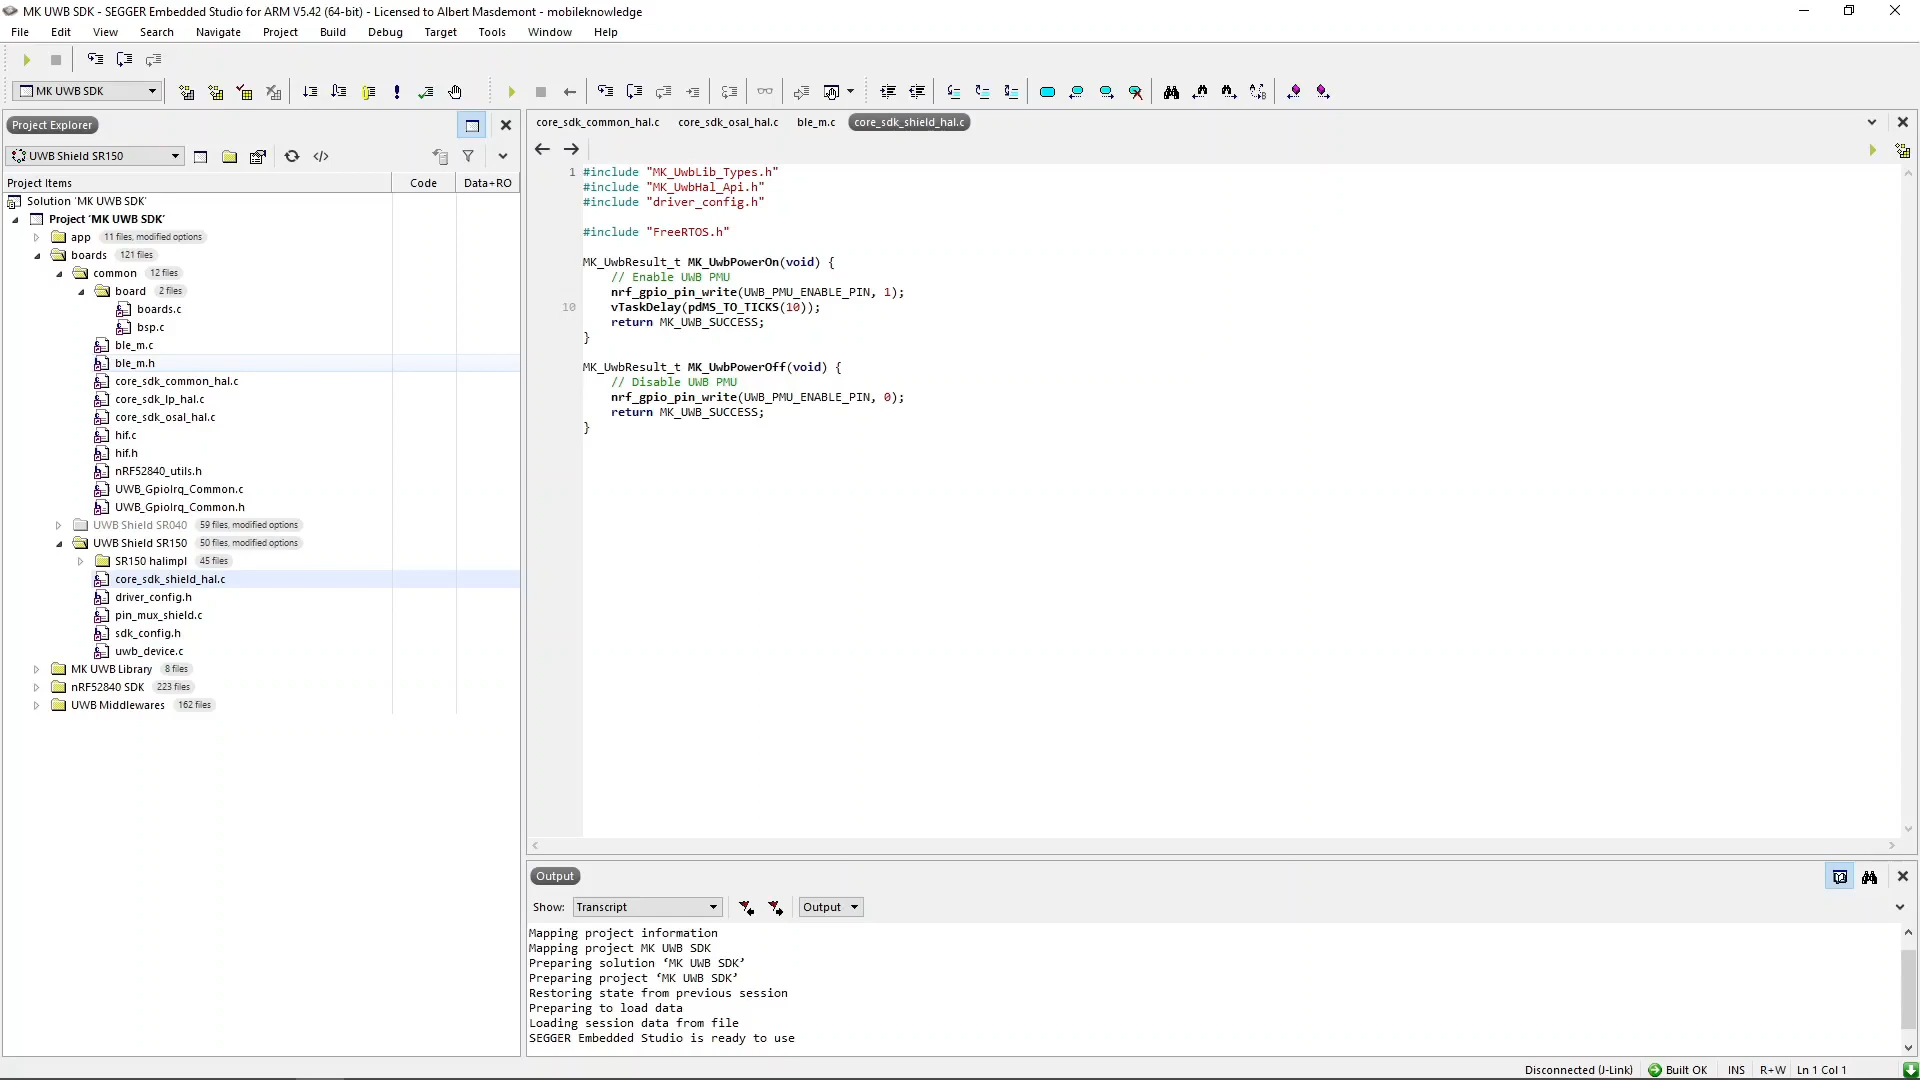 MK UWB SDK - SEGGER Embedded Studio for ARM V5.42 (64-bit) - Licensed to Albert Masdemont - mobileknowledge
File Edit View Search Navigate Project Build Debug Target Tools Window Help
MK UWB SDK
Project Explorer
UWB Shield SR150
Project Items Code Data+RO
Solution ‘MK UWB SDK’
Project ‘MK UWB SDK’
app 11 files, modified options
boards 121 files
common 12 files
board 2 files
boards.c
bsp.c
ble_m.c
ble_m.h
core_sdk_common_hal.c
core_sdk_lp_hal.c
core_sdk_osal_hal.c
hif.c
hif.h
nRF52840_utils.h
UWB_GpioIrq_Common.c
UWB_GpioIrq_Common.h
UWB Shield SR040 59 files, modified options
UWB Shield SR150 50 files, modified options
SR150 halimpl 45 files
core_sdk_shield_hal.c
driver_config.h
pin_mux_shield.c
sdk_config.h
uwb_device.c
MK UWB Library 8 files
nRF52840 SDK 223 files
UWB Middlewares 162 files
core_sdk_common_hal.c core_sdk_osal_hal.c ble_m.c core_sdk_shield_hal.c
1 #include "MK_UwbLib_Types.h"
#include "MK_UwbHal_Api.h"
#include "driver_config.h"
#include "FreeRTOS.h"
MK_UwbResult_t MK_UwbPowerOn(void) {
// Enable UWB PMU
nrf_gpio_pin_write(UWB_PMU_ENABLE_PIN, 1);
10 vTaskDelay(pdMS_TO_TICKS(10));
return MK_UWB_SUCCESS;
}
MK_UwbResult_t MK_UwbPowerOff(void) {
// Disable UWB PMU
nrf_gpio_pin_write(UWB_PMU_ENABLE_PIN, 0);
return MK_UWB_SUCCESS;
}
Output
Show: Transcript Output
Mapping project information
Mapping project MK UWB SDK
Preparing solution ‘MK UWB SDK’
Preparing project ‘MK UWB SDK’
Restoring state from previous session
Preparing to load data
Loading session data from file
SEGGER Embedded Studio is ready to use
Disconnected (J-Link) Built OK INS R+W Ln 1 Col 1